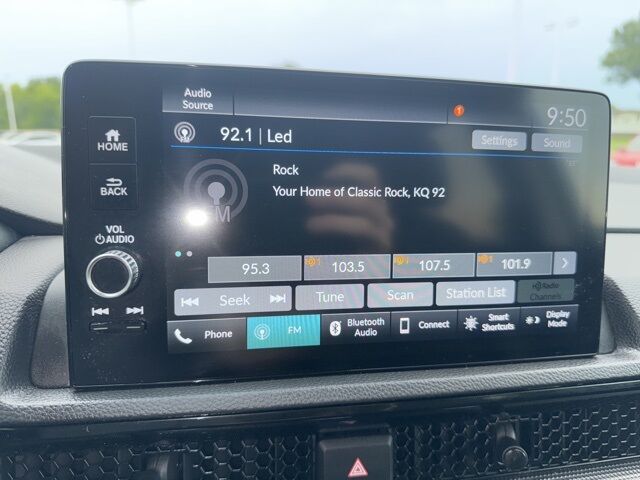 Audio
Source
1
9:50
HOME
92.1 | Led
Settings
Sound
Rock
Your Home of Classic Rock, KQ 92
BACK
VOL
AUDIO
95.3
103.5
107.5
101.9
Seek
Tune
Scan
Station List
HD Radio
Channels
Phone
FM
Bluetooth
Audio
Connect
Smart
Shortcuts
Display
Mode